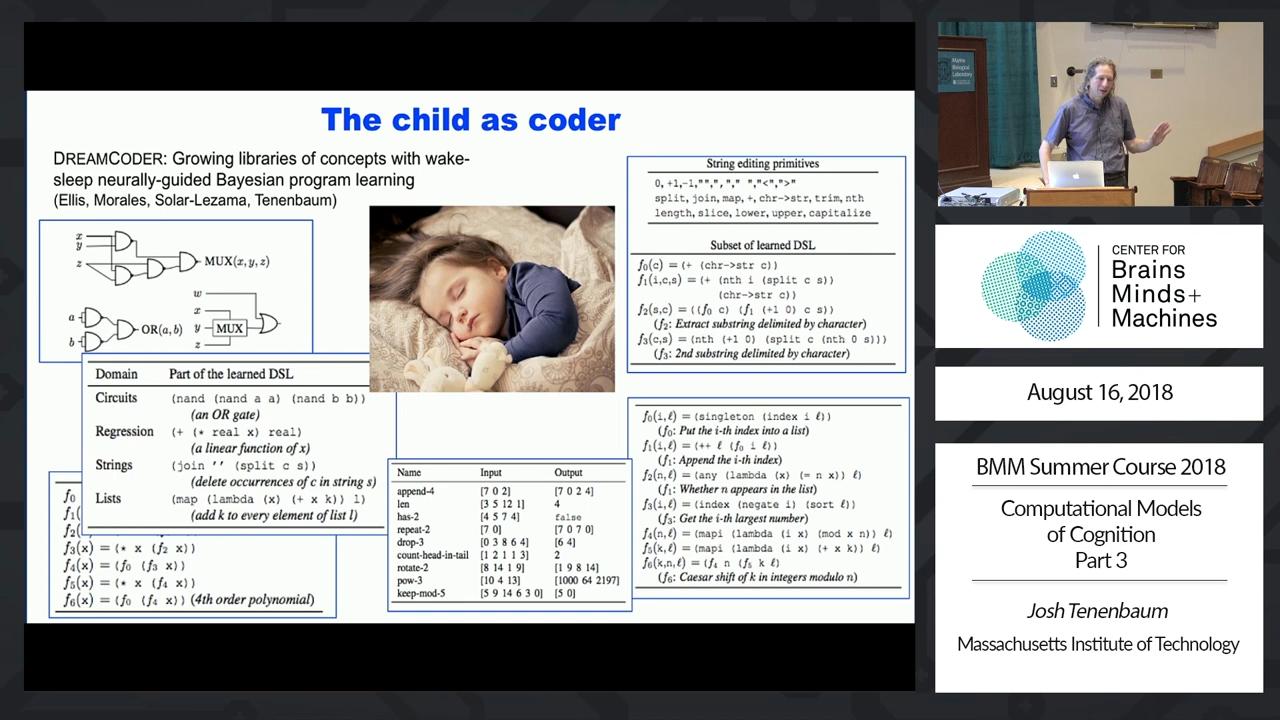 The child as coder
DREAMCODER: Growing libraries of concepts with wake-
sleep neurally-guided Bayesian program learning
(Ellis, Morales, Solar-Lezama, Tenenbaum)
x
y
z
MUX(x,y,z)
a
b
OR(a,b)
w
x
y
z
MUX
Domain Part of the learned DSL
Circuits (nand (nand a a) (nand b b))
(an OR gate)
Regression (+ (* real x) real)
(a linear function of x)
Strings (join '' (split c s))
(delete occurrences of c in string s)
Lists (map (lambda (x) (+ x k)) l)
(add k to every element of list l)
f0
f1(
f2(
f3(x) = (* x (f2 x))
f4(x) = (f0 (f3 x))
f5(x) = (* x (f4 x))
f6(x) = (f0 (f4 x)) (4th order polynomial)
Name Input Output
append-4 [7 0 2] [7 0 2 4]
len [3 5 12 1] 4
has-2 [4 5 7 4] false
repeat-2 [7 0] [7 0 7 0]
drop-3 [0 3 8 6 4] [6 4]
count-head-in-tail [1 2 1 1 3] 2
rotate-2 [8 14 1 9] [1 9 8 14]
pow-3 [10 4 13] [1000 64 2197]
keep-mod-5 [5 9 14 6 3 0] [5 0]
String editing primitives
split, join, map, +, chr->str, trim, nth
length, slice, lower, upper, capitalize
Subset of learned DSL
f0(c) = (+ (chr->str c))
f1(i,c,s) = (+ (nth i (split c s))
(chr->str c))
f2(s,c) = ((f0 c) (f1 (+1 0) c s))
(f2: Extract substring delimited by character)
f3(c,s) = (nth (+1 0) (split c (nth 0 s)))
(f3: 2nd substring delimited by character)
f0(i,ℓ) = (singleton (index i ℓ))
(f0: Put the i-th index into a list)
f1(i,ℓ) = (++ ℓ (f0 i ℓ))
(f1: Append the i-th index)
f2(n,ℓ) = (any (lambda (x) (= n x)) ℓ)
(f1: Whether n appears in the list)
f3(i,ℓ) = (index (negate i) (sort ℓ))
(f3: Get the i-th largest number)
f4(n,ℓ) = (mapi (lambda (i x) (mod x n)) ℓ)
f5(k,ℓ) = (mapi (lambda (i x) (+ x k)) ℓ)
f6(k,n,ℓ) = (f4 n (f5 k ℓ)
(f6: Caesar shift of k in integers modulo n)
Marine
Biological
Laboratory
CENTER FOR
Brains
Minds+
Machines
August 16, 2018
BMM Summer Course 2018
Computational Models
of Cognition
Part 3
Josh Tenenbaum
Massachusetts Institute of Technology